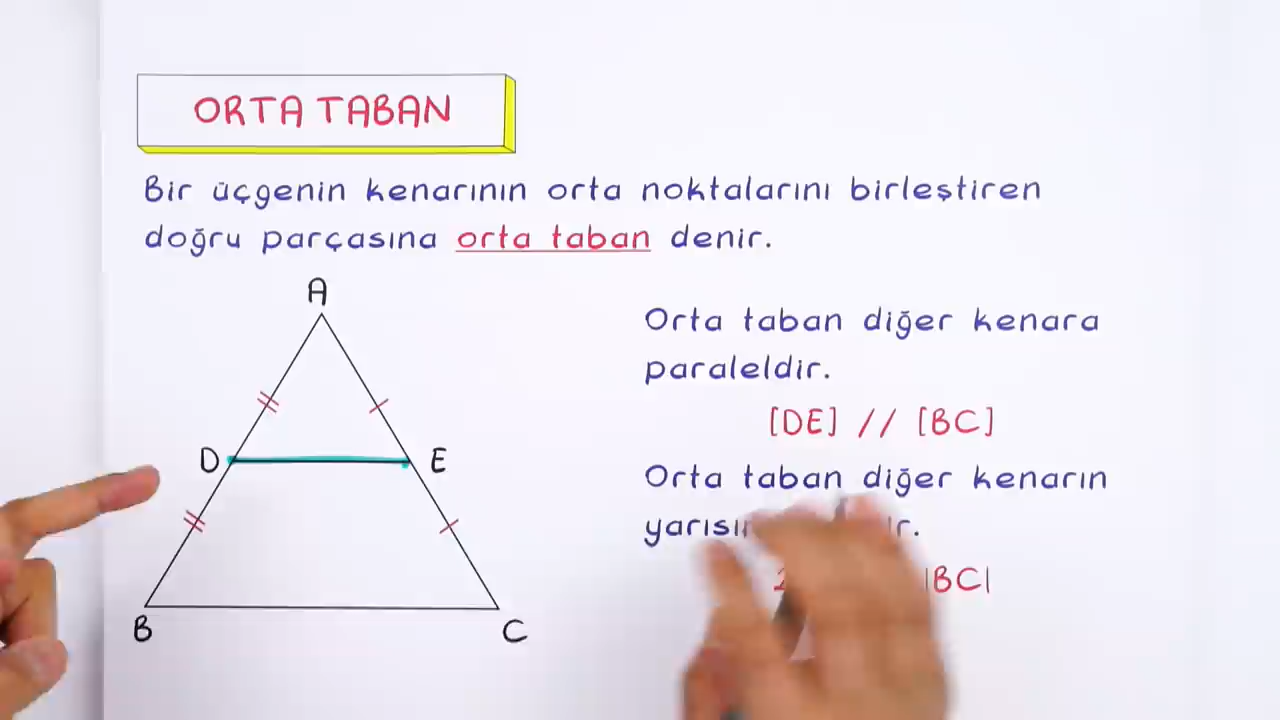 ORTA TABAN
Bir üçgenin kenarının orta noktalarını birleştiren
doğru parçasına orta taban denir.
A
Orta taban diğer kenara
paraleldir.
[DE] // [BC]
D
E
Orta taban diğer kenarın
|BC|
B
C